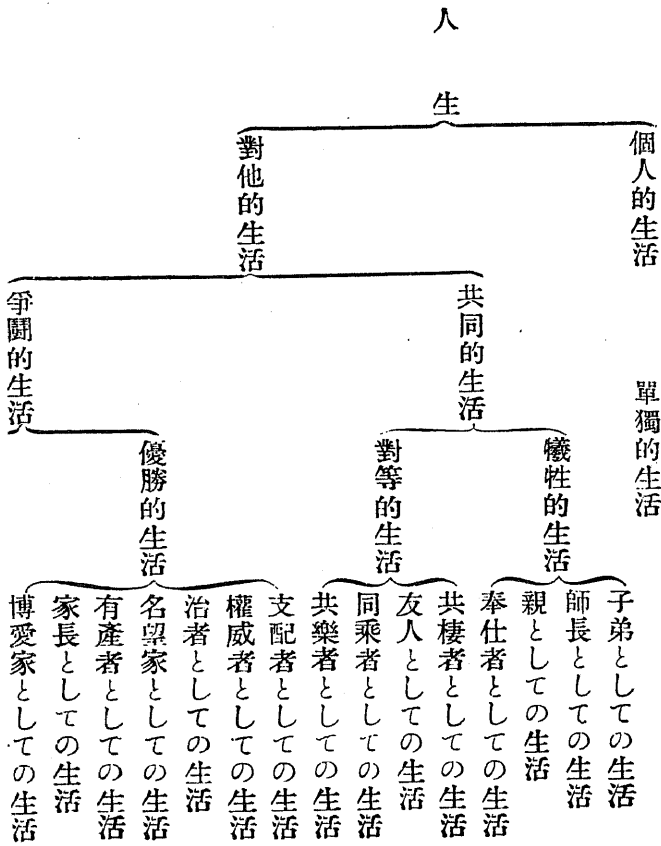 人生
個人的生活
單獨的生活
對他的生活
共同的生活
犧牲的生活
子弟としての生活
師長としての生活
親としての生活
奉仕者としての生活
對等的生活
共棲者としての生活
友人としての生活
同乘者としての生活
共樂者としての生活
爭鬪的生活
優勝的生活
支配者としての生活
權威者としての生活
治者としての生活
名望家としての生活
有產者としての生活
家長としての生活
博愛家としての生活